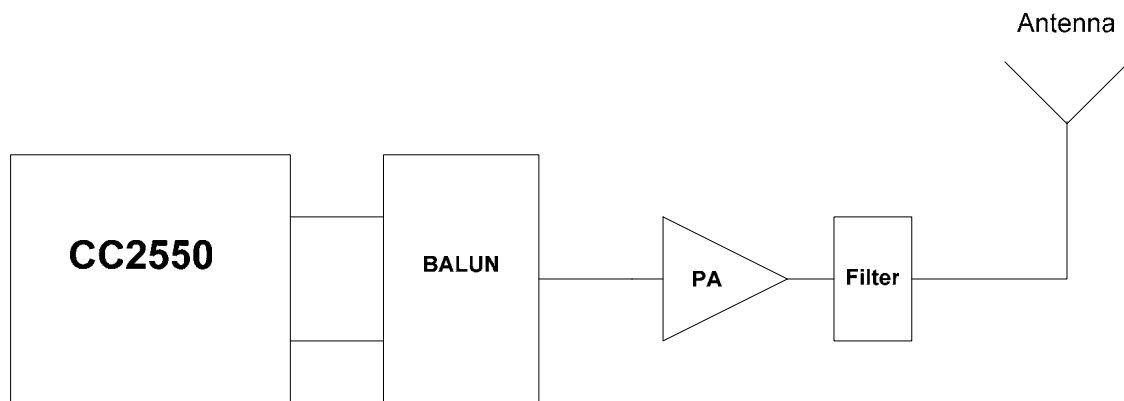 Antenna
CC2550
BALUN
PA
Filter